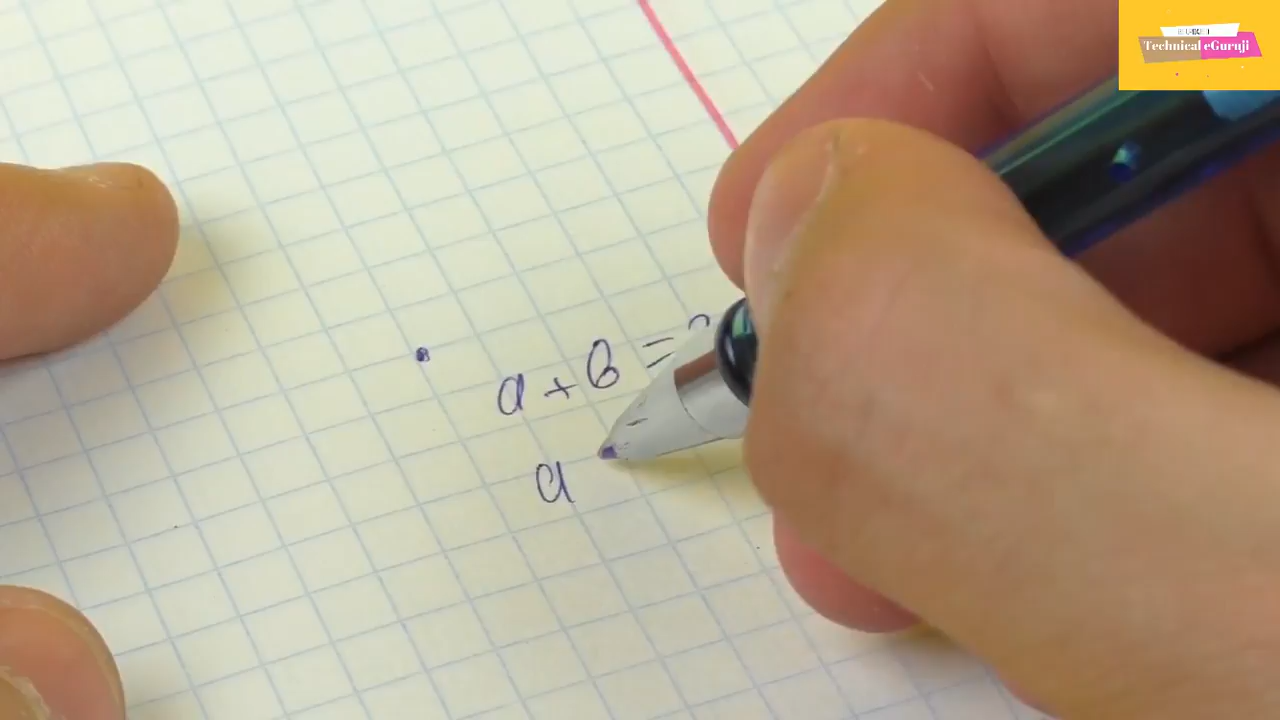 Technical eGuruji
a + b =
a